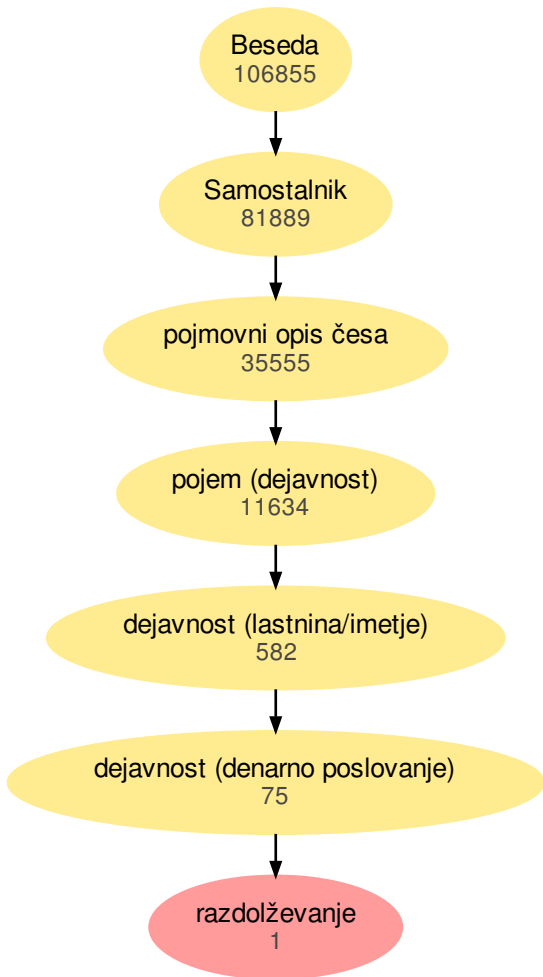 Beseda
106855
Samostalnik
81889
pojmovni opis česa
35555
pojem (dejavnost)
11634
dejavnost (lastnina/imetje)
582
dejavnost (denarno poslovanje)
75
razdolževanje
1